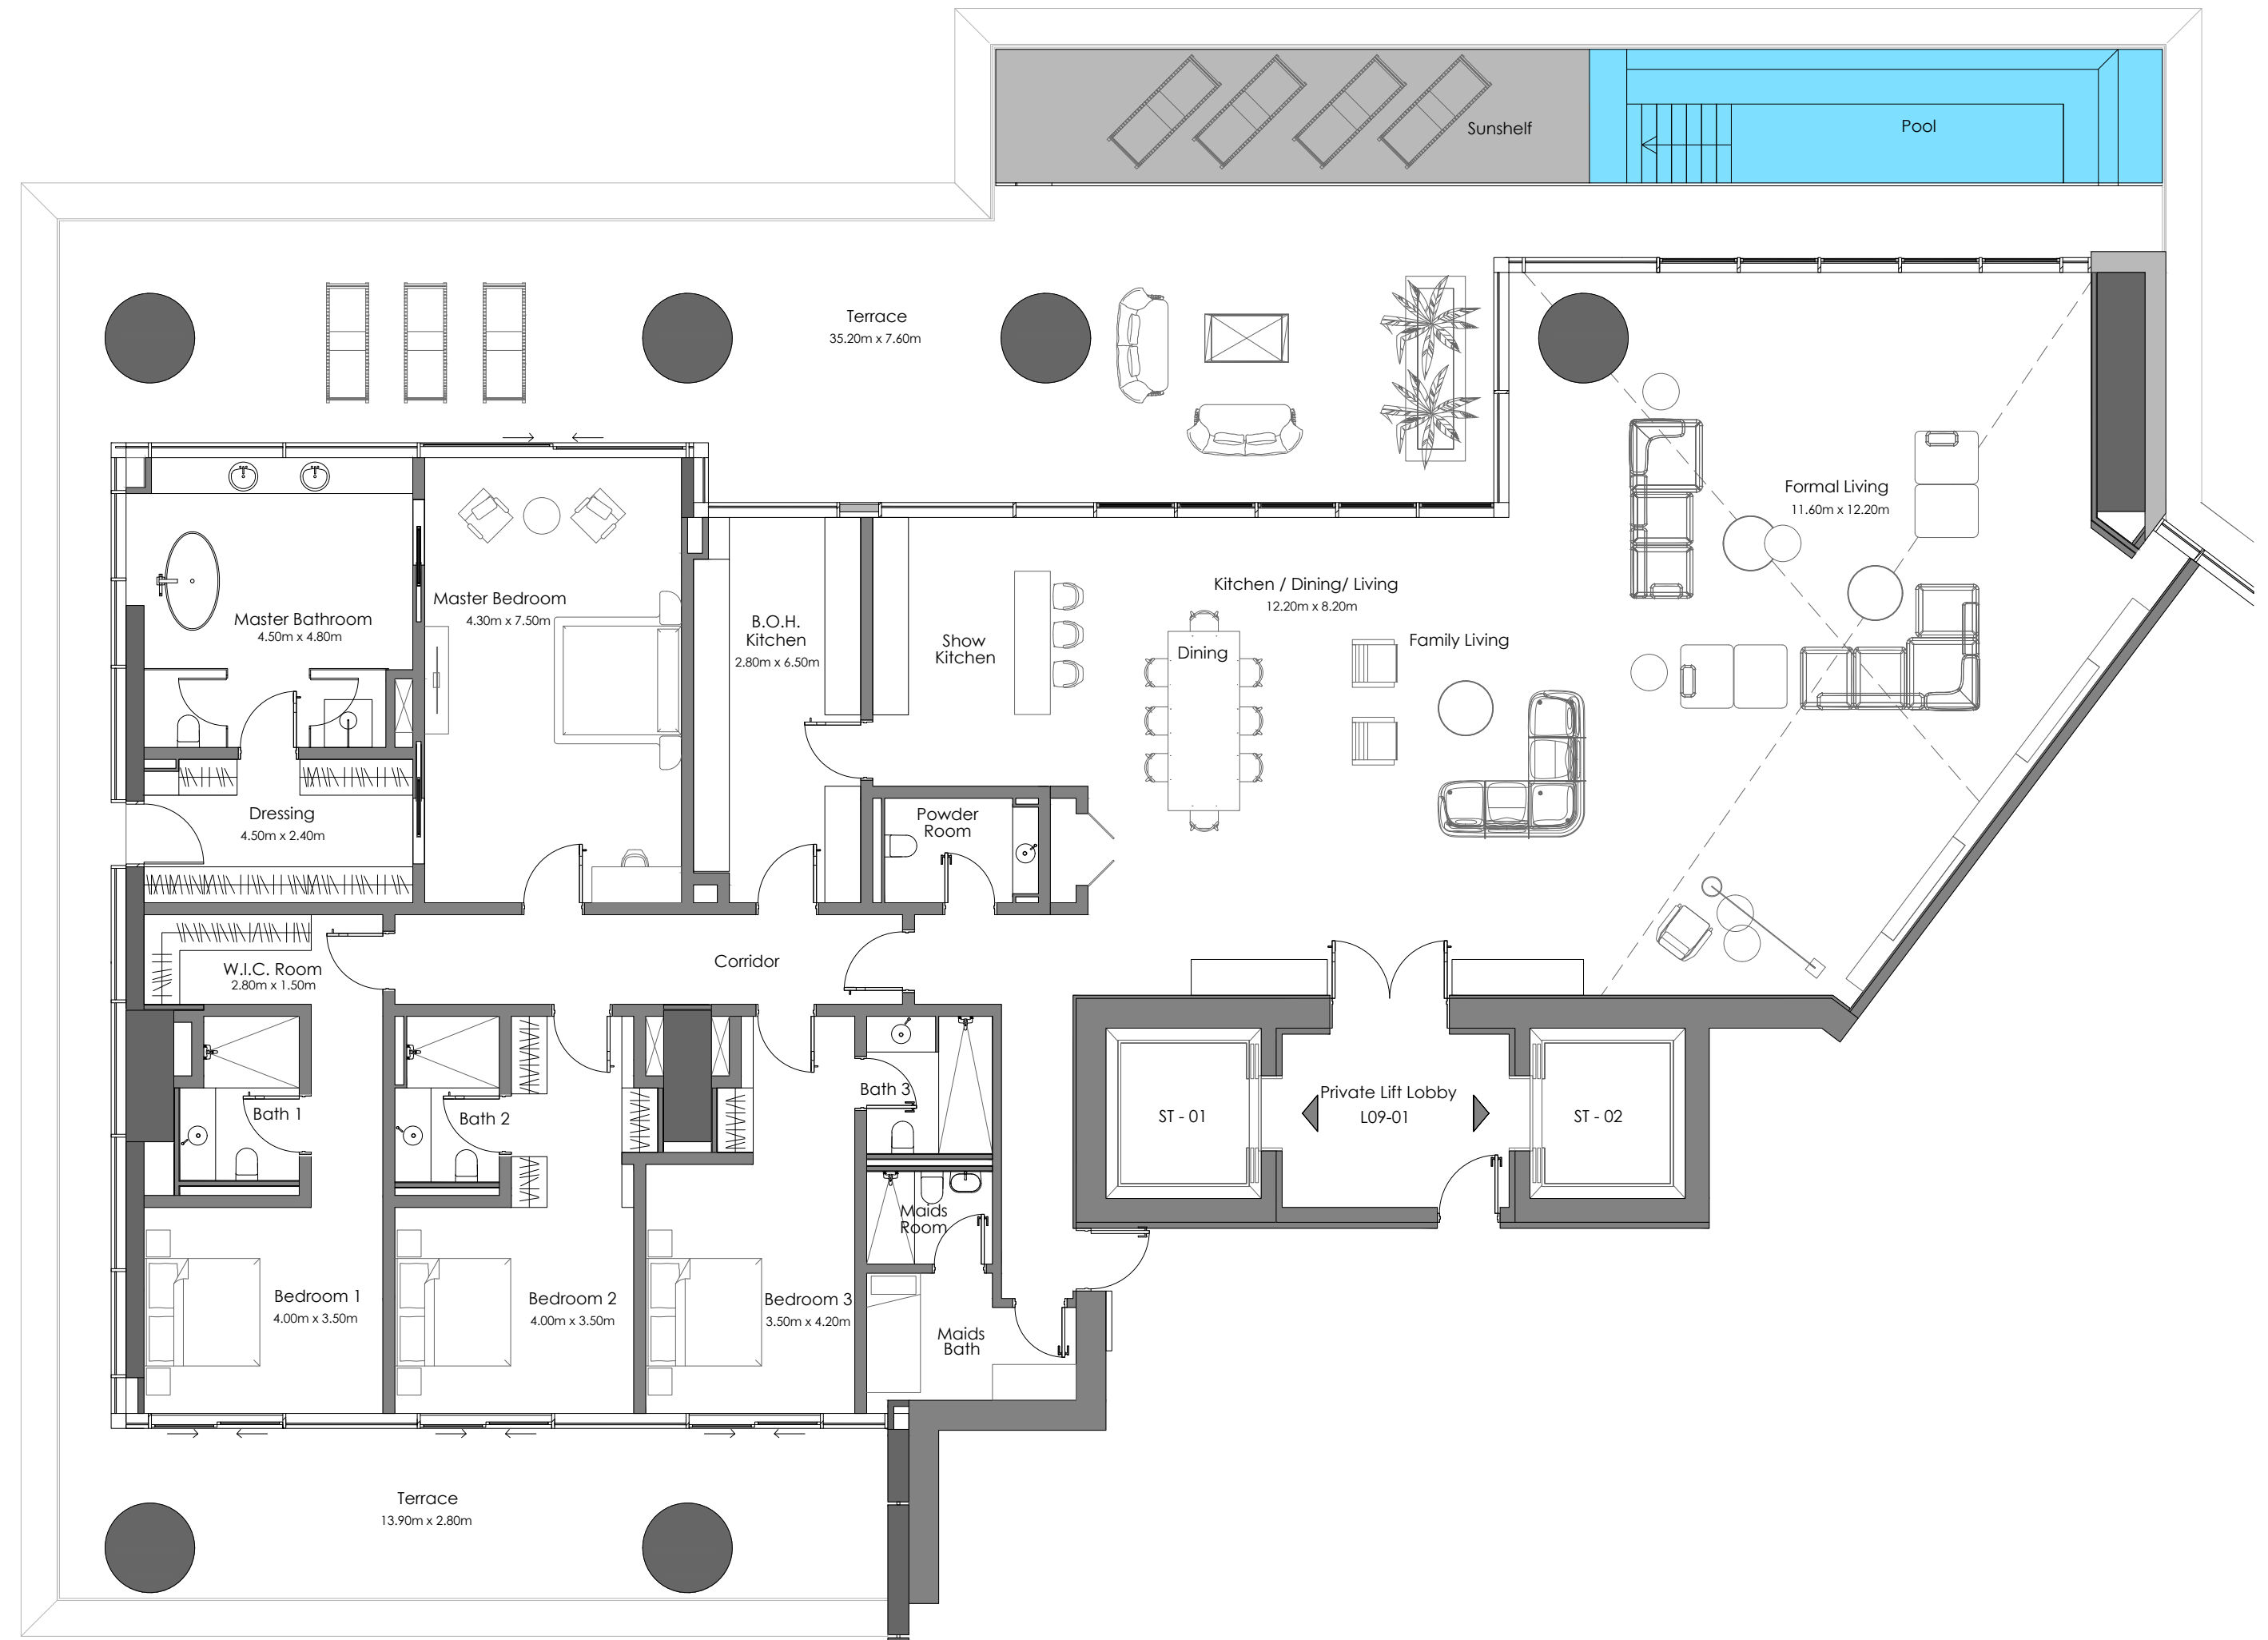 Sunshelf
Pool
Terrace
35.20m x 7.60m
Formal Living
11.60m x 12.20m
Master Bathroom
4.50m x 4.80m
Master Bedroom
4.30m x 7.50m
B.O.H.
Kitchen
2.80m x 6.50m
Show
Kitchen
Kitchen / Dining/ Living
12.20m x 8.20m
Dining
Family Living
Dressing
4.50m x 2.40m
Powder
Room
W.I.C. Room
2.80m x 1.50m
Corridor
Bath 1
Bath 2
Bath 3
ST - 01
Private Lift Lobby
L09-01
ST - 02
Maids
Room
Bedroom 1
4.00m x 3.50m
Bedroom 2
4.00m x 3.50m
Bedroom 3
3.50m x 4.20m
Maids
Bath
Terrace
13.90m x 2.80m